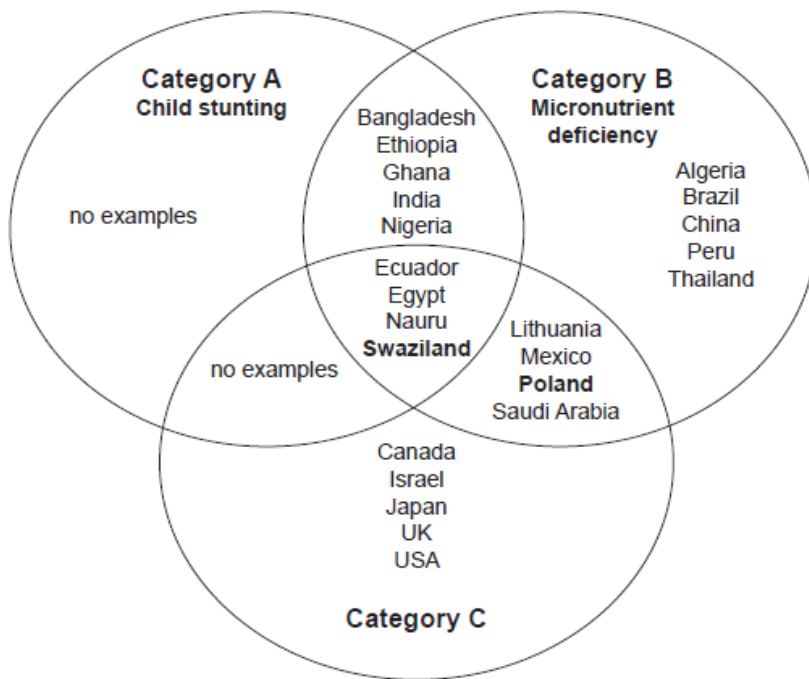 Category A
Child stunting
no examples
Bangladesh
Ethiopia
Ghana
India
Nigeria
Category B
Micronutrient
deficiency
Algeria
Brazil
China
Peru
Thailand
Ecuador
Egypt
Nauru
Swaziland
no examples
Lithuania
Mexico
Poland
Saudi Arabia
Canada
Israel
Japan
UK
USA
Category C